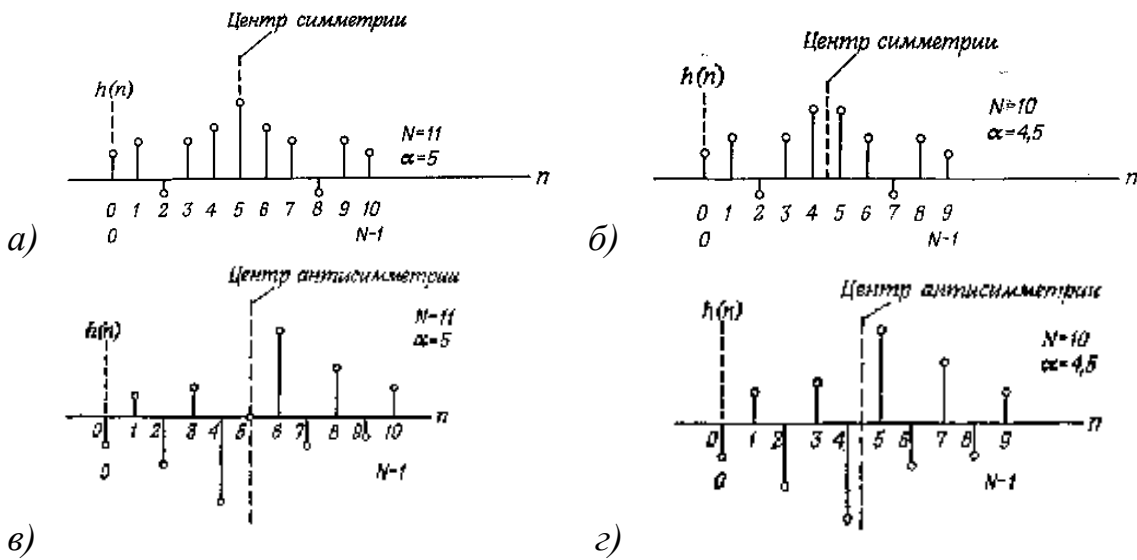 Центр симметрии
h(n)
N=11
α=5
n
0 1 2 3 4 5 6 7 8 9 10
0 N-1
а)
Центр симметрии
h(n)
N=10
α=4,5
n
0 1 2 3 4 5 6 7 8 9
0 N-1
б)
Центр антисимметрии
h(n)
N=11
α=5
n
0 1 2 3 4 5 6 7 8 9 10
0 N-1
в)
Центр антисимметрии
h(n)
N=10
α=4,5
n
0 1 2 3 4 5 6 7 8 9
0 N-1
г)